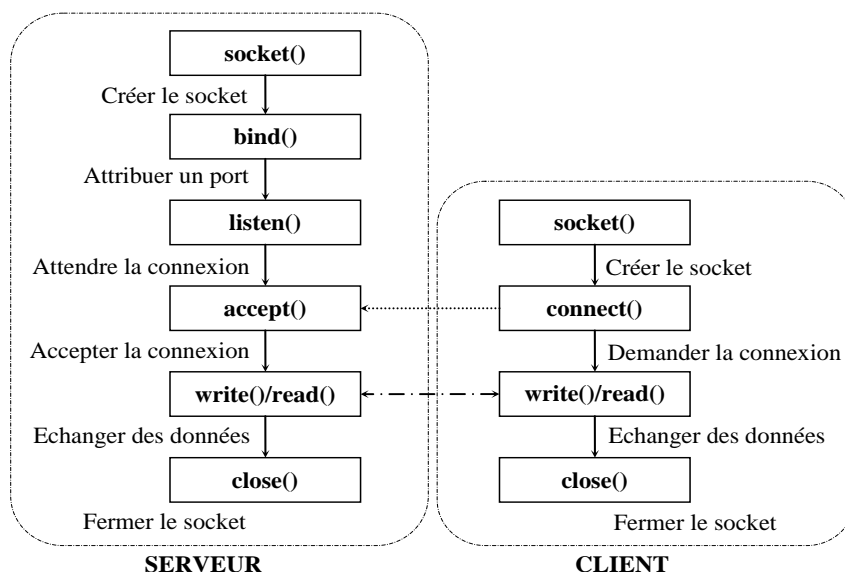 socket()
Créer le socket
bind()
Attribuer un port
listen()
Attendre la connexion
accept()
Accepter la connexion
write()/read()
Echanger des données
close()
Fermer le socket
SERVEUR
socket()
Créer le socket
connect()
Demander la connexion
write()/read()
Echanger des données
close()
Fermer le socket
CLIENT